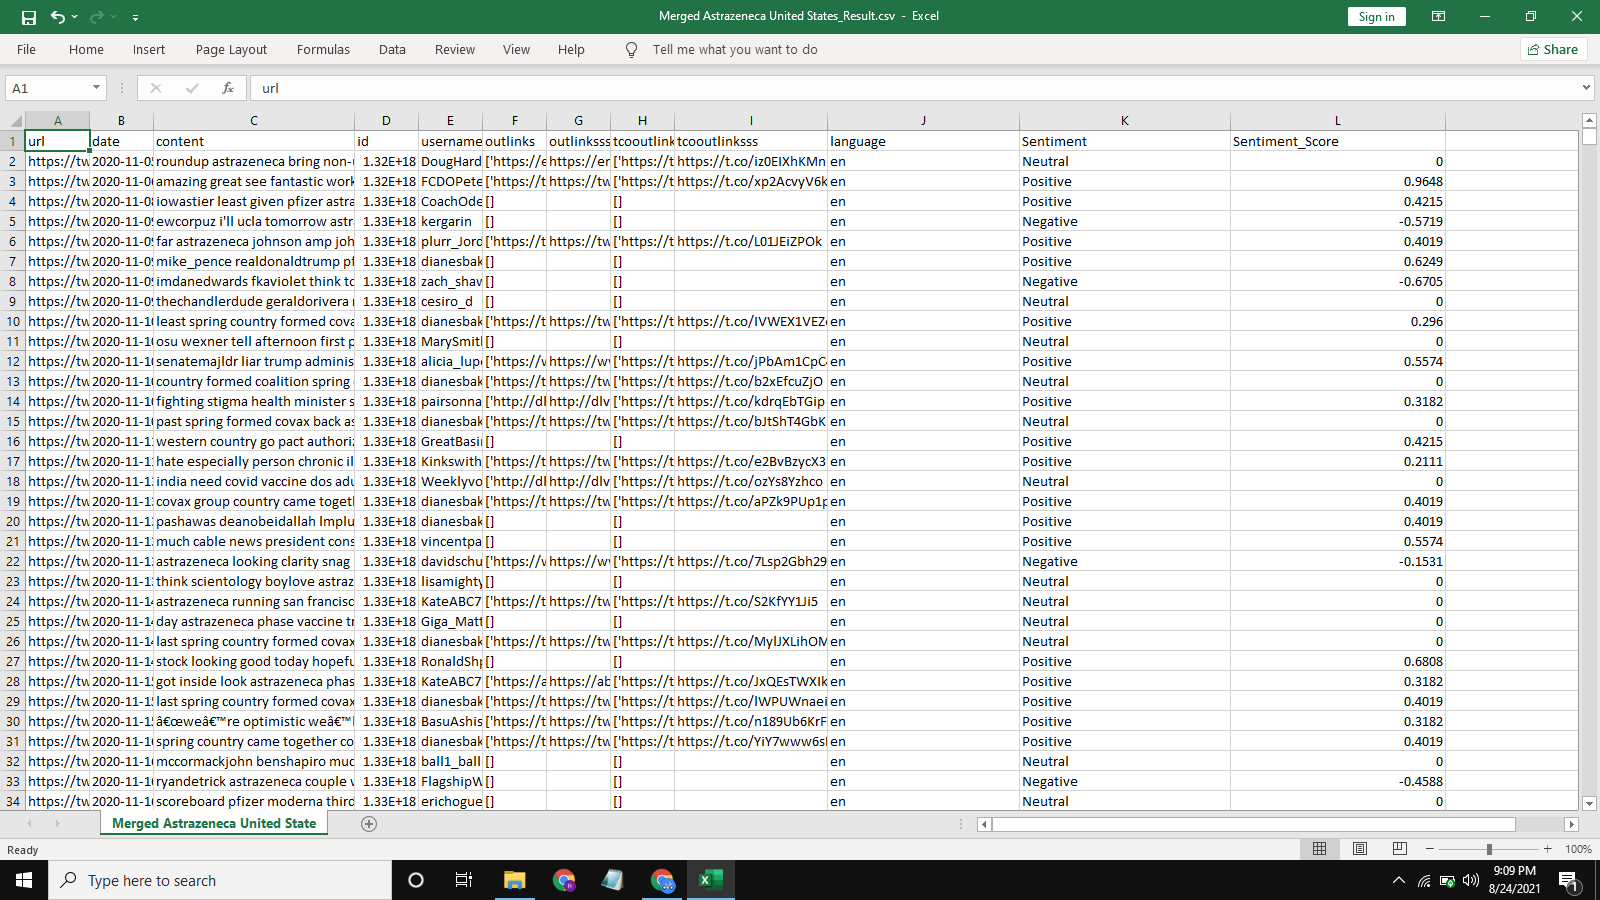 Merged Astrazeneca United States_Result.csv - Excel
Sign in
File Home Insert Page Layout Formulas Data Review View Help Tell me what you want to do Share
A1 fx url
A B C D E F G H I J K L
1 url date content id username outlinks outlinksss tcooutlink tcooutlinksss language Sentiment Sentiment_Score
2 https://tw 2020-11-05 roundup astrazeneca bring non- 1.32E+18 DougHard ['https://e https://er ['https://t https://t.co/iz0EIXhKMn en Neutral 0
3 https://tw 2020-11-06 amazing great see fantastic work 1.32E+18 FCDOPete ['https://t https://tw ['https://t https://t.co/xp2AcvyV6k en Positive 0.9648
4 https://tw 2020-11-08 iowastier least given pfizer astra 1.33E+18 CoachOde [] [] en Positive 0.4215
5 https://tw 2020-11-09 ewcorpuz i'll ucla tomorrow astr 1.33E+18 kergarin [] [] en Negative -0.5719
6 https://tw 2020-11-09 far astrazeneca johnson amp joh 1.33E+18 plurr_Jord ['https://t https://tw ['https://t https://t.co/L01JEiZPOk en Positive 0.4019
7 https://tw 2020-11-09 mike_pence realdonaldtrump pf 1.33E+18 dianesbak [] [] en Positive 0.6249
8 https://tw 2020-11-09 imdanedwards fkaviolet think to 1.33E+18 zach_shav [] [] en Negative -0.6705
9 https://tw 2020-11-09 thechandlerdude geraldorivera 1.33E+18 cesiro_d [] [] en Neutral 0
10 https://tw 2020-11-10 least spring country formed cova 1.33E+18 dianesbak ['https://t https://tw ['https://t https://t.co/IVWEX1VEZ en Positive 0.296
11 https://tw 2020-11-10 osu wexner tell afternoon first p 1.33E+18 MarySmit [] [] en Neutral 0
12 https://tw 2020-11-10 senatemajldr liar trump adminis 1.33E+18 alicia_lup ['https://v https://wv ['https://t https://t.co/jPbAm1CpC en Positive 0.5574
13 https://tw 2020-11-10 country formed coalition spring 1.33E+18 dianesbak ['https://t https://tw ['https://t https://t.co/b2xEfcuZjO en Neutral 0
14 https://tw 2020-11-10 fighting stigma health minister s 1.33E+18 pairsonna ['http://dl http://dlv ['https://t https://t.co/kdrqEbTGip en Positive 0.3182
15 https://tw 2020-11-10 past spring formed covax back as 1.33E+18 dianesbak ['https://t https://tw ['https://t https://t.co/bJtShT4GbK en Neutral 0
16 https://tw 2020-11-1 western country go pact authori 1.33E+18 GreatBasi [] [] en Positive 0.4215
17 https://tw 2020-11-1 hate especially person chronic il 1.33E+18 Kinkswith ['https://t https://tw ['https://t https://t.co/e2BvBzycX3 en Positive 0.2111
18 https://tw 2020-11-1 india need covid vaccine dos adu 1.33E+18 Weeklyvo ['http://dl http://dlv ['https://t https://t.co/ozYs8Yzhco en Neutral 0
19 https://tw 2020-11-1 covax group country came toget 1.33E+18 dianesbak ['https://t https://tw ['https://t https://t.co/aPZk9PUp1p en Positive 0.4019
20 https://tw 2020-11-1 pashawas deanobeidallah lmplu 1.33E+18 dianesbak [] [] en Positive 0.4019
21 https://tw 2020-11-1 much cable news president cons 1.33E+18 vincentpa [] [] en Positive 0.5574
22 https://tw 2020-11-1 astrazeneca looking clarity snag 1.33E+18 davidschu ['https://v https://wv ['https://t https://t.co/7Lsp2Gbh29 en Negative -0.1531
23 https://tw 2020-11-1 think scientology boylove astraz 1.33E+18 lisamighty [] [] en Neutral 0
24 https://tw 2020-11-14 astrazeneca running san francisc 1.33E+18 KateABC7 ['https://t https://tw ['https://t https://t.co/S2KfYY1Ji5 en Neutral 0
25 https://tw 2020-11-14 day astrazeneca phase vaccine tr 1.33E+18 Giga_Matt [] [] en Neutral 0
26 https://tw 2020-11-14 last spring country formed covax 1.33E+18 dianesbak ['https://t https://tw ['https://t https://t.co/MylJXLihOM en Neutral 0
27 https://tw 2020-11-14 stock looking good today hopefu 1.33E+18 RonaldShp [] [] en Positive 0.6808
28 https://tw 2020-11-15 got inside look astrazeneca phas 1.33E+18 KateABC7 ['https://a https://ab ['https://t https://t.co/JxQEsTWXIk en Positive 0.3182
29 https://tw 2020-11-15 last spring country formed covax 1.33E+18 dianesbak ['https://t https://tw ['https://t https://t.co/lWPUWnaei en Positive 0.4019
30 https://tw 2020-11-15 â€œweâ€™re optimistic weâ€™l 1.33E+18 BasuAshis ['https://t https://tw ['https://t https://t.co/n189Ub6KrF en Positive 0.3182
31 https://tw 2020-11-16 spring country came together co 1.33E+18 dianesbak ['https://t https://tw ['https://t https://t.co/YiY7www6s en Positive 0.4019
32 https://tw 2020-11-16 mccormackjohn benshapiro muc 1.33E+18 ball1_ball [] [] en Neutral 0
33 https://tw 2020-11-16 ryandetrick astrazeneca couple v 1.33E+18 FlagshipW [] [] en Negative -0.4588
34 https://tw 2020-11-16 scoreboard pfizer moderna third 1.33E+18 erichogue [] [] en Neutral 0
Merged Astrazeneca United State
Ready 100%
Type here to search
9:09 PM
8/24/2021
1